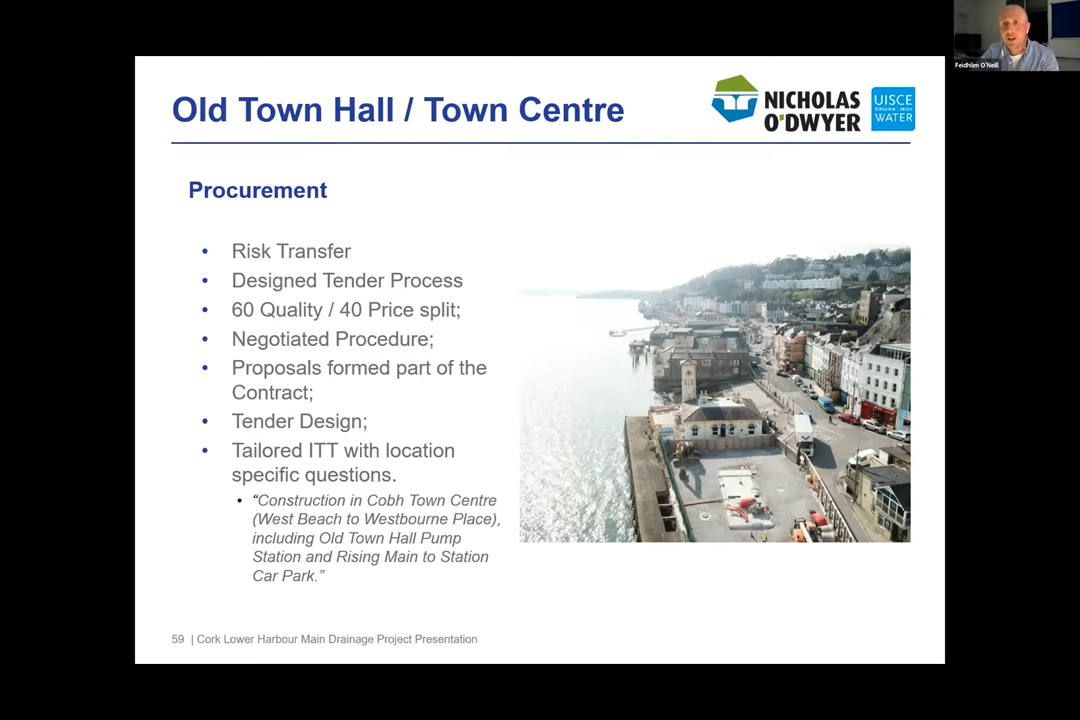 Feidhlim O'Neill
Old Town Hall / Town Centre
NICHOLAS
O'DWYER
UISCE
ÉIREANN : IRISH
WATER
Procurement
• Risk Transfer
• Designed Tender Process
• 60 Quality / 40 Price split;
• Negotiated Procedure;
• Proposals formed part of the
Contract;
• Tender Design;
• Tailored ITT with location
specific questions.
• “Construction in Cobh Town Centre
(West Beach to Westbourne Place),
including Old Town Hall Pump
Station and Rising Main to Station
Car Park.”
59 | Cork Lower Harbour Main Drainage Project Presentation